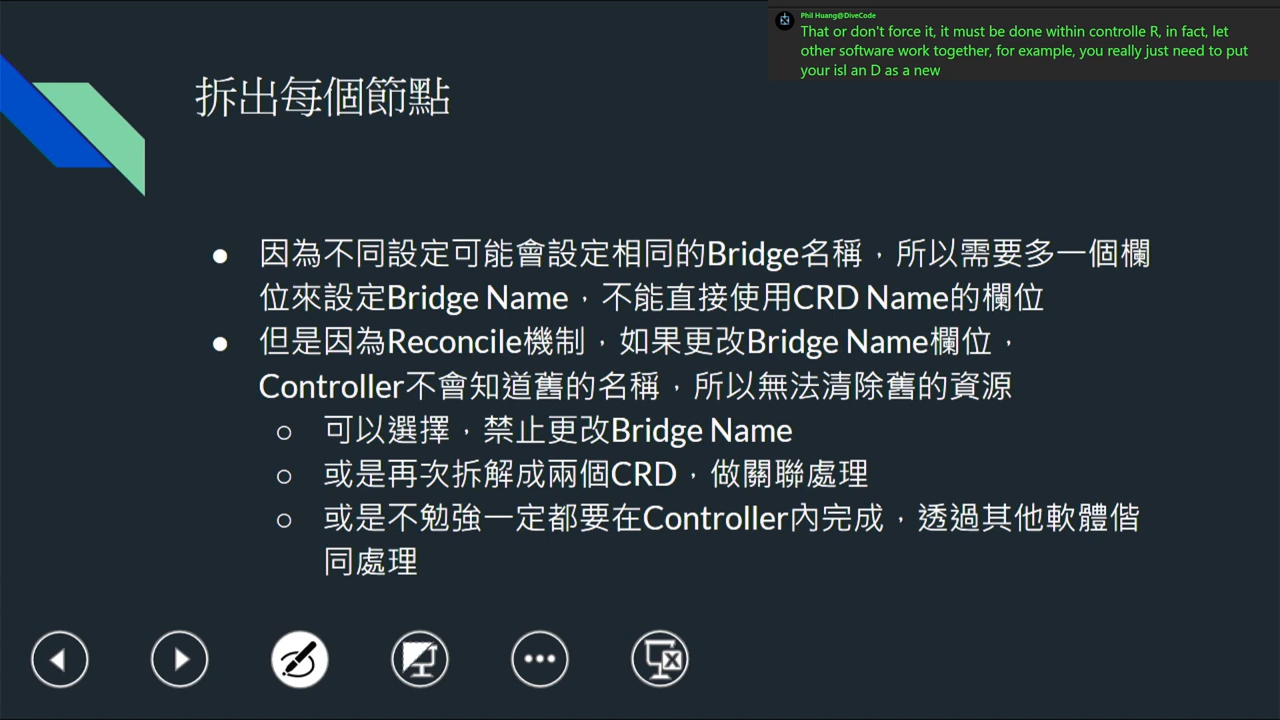 Phil Huang@DiveCode
That or don't force it, it must be done within controlle R, in fact, let
other software work together, for example, you really just need to put
your isl an D as a new
拆出每個節點
● 因為不同設定可能會設定相同的Bridge名稱，所以需要多一個欄
位來設定Bridge Name，不能直接使用CRD Name的欄位
● 但是因為Reconcile機制，如果更改Bridge Name欄位，
Controller不會知道舊的名稱，所以無法清除舊的資源
○ 可以選擇，禁止更改Bridge Name
○ 或是再次拆解成兩個CRD，做關聯處理
○ 或是不勉強一定都要在Controller內完成，透過其他軟體偕
同處理